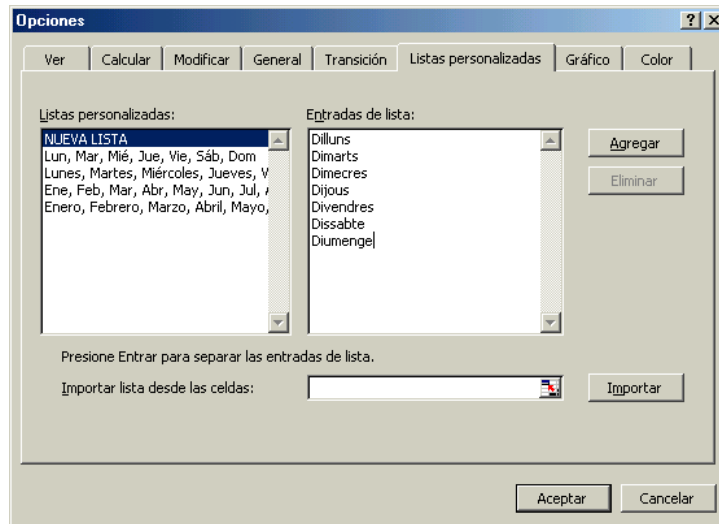 Opciones
Ver Calcular Modificar General Transición Listas personalizadas Gráfico Color
Listas personalizadas:
NUEVA LISTA
Lun, Mar, Mié, Jue, Vie, Sáb, Dom
Lunes, Martes, Miércoles, Jueves, V
Ene, Feb, Mar, Abr, May, Jun, Jul, 
Enero, Febrero, Marzo, Abril, Mayo,
Entradas de lista:
Dilluns
Dimarts
Dimecres
Dijous
Divendres
Dissabte
Diumenge
Agregar
Eliminar
Presione Entrar para separar las entradas de lista.
Importar lista desde las celdas:
Importar
Aceptar Cancelar